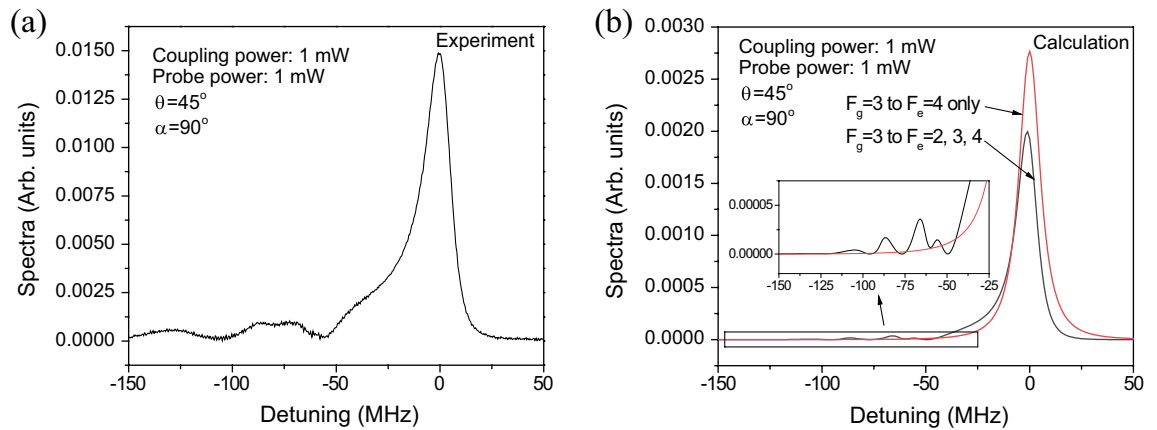 (a)
0.0150
0.0125
0.0100
0.0075
0.0050
0.0025
0.0000
Spectra (Arb. units)
Experiment
Coupling power: 1 mW
Probe power: 1 mW
θ=45°
α=90°
-150 -100 -50 0 50
Detuning (MHz)
(b)
0.0030
0.0025
0.0020
0.0015
0.0010
0.0005
0.0000
Spectra (Arb. units)
Calculation
Coupling power: 1 mW
Probe power: 1 mW
θ=45°
α=90°
F_g=3 to F_e=4 only
F_g=3 to F_e=2, 3, 4
0.00005
0.00000
-150 -125 -100 -75 -50 -25
-150 -100 -50 0 50
Detuning (MHz)